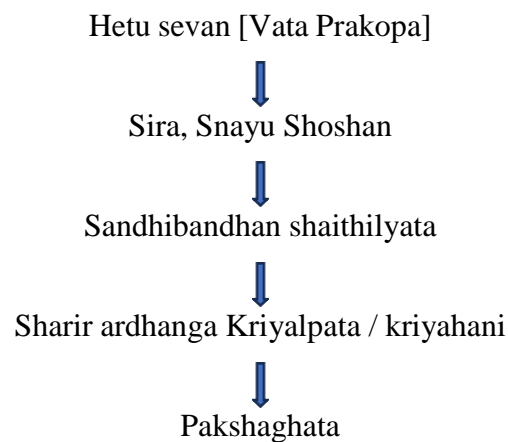 Hetu sevan [Vata Prakopa]
Sira, Snayu Shoshan
Sandhibandhan shaithilyata
Sharir ardhanga Kriyalpata / kriyahani
Pakshaghata